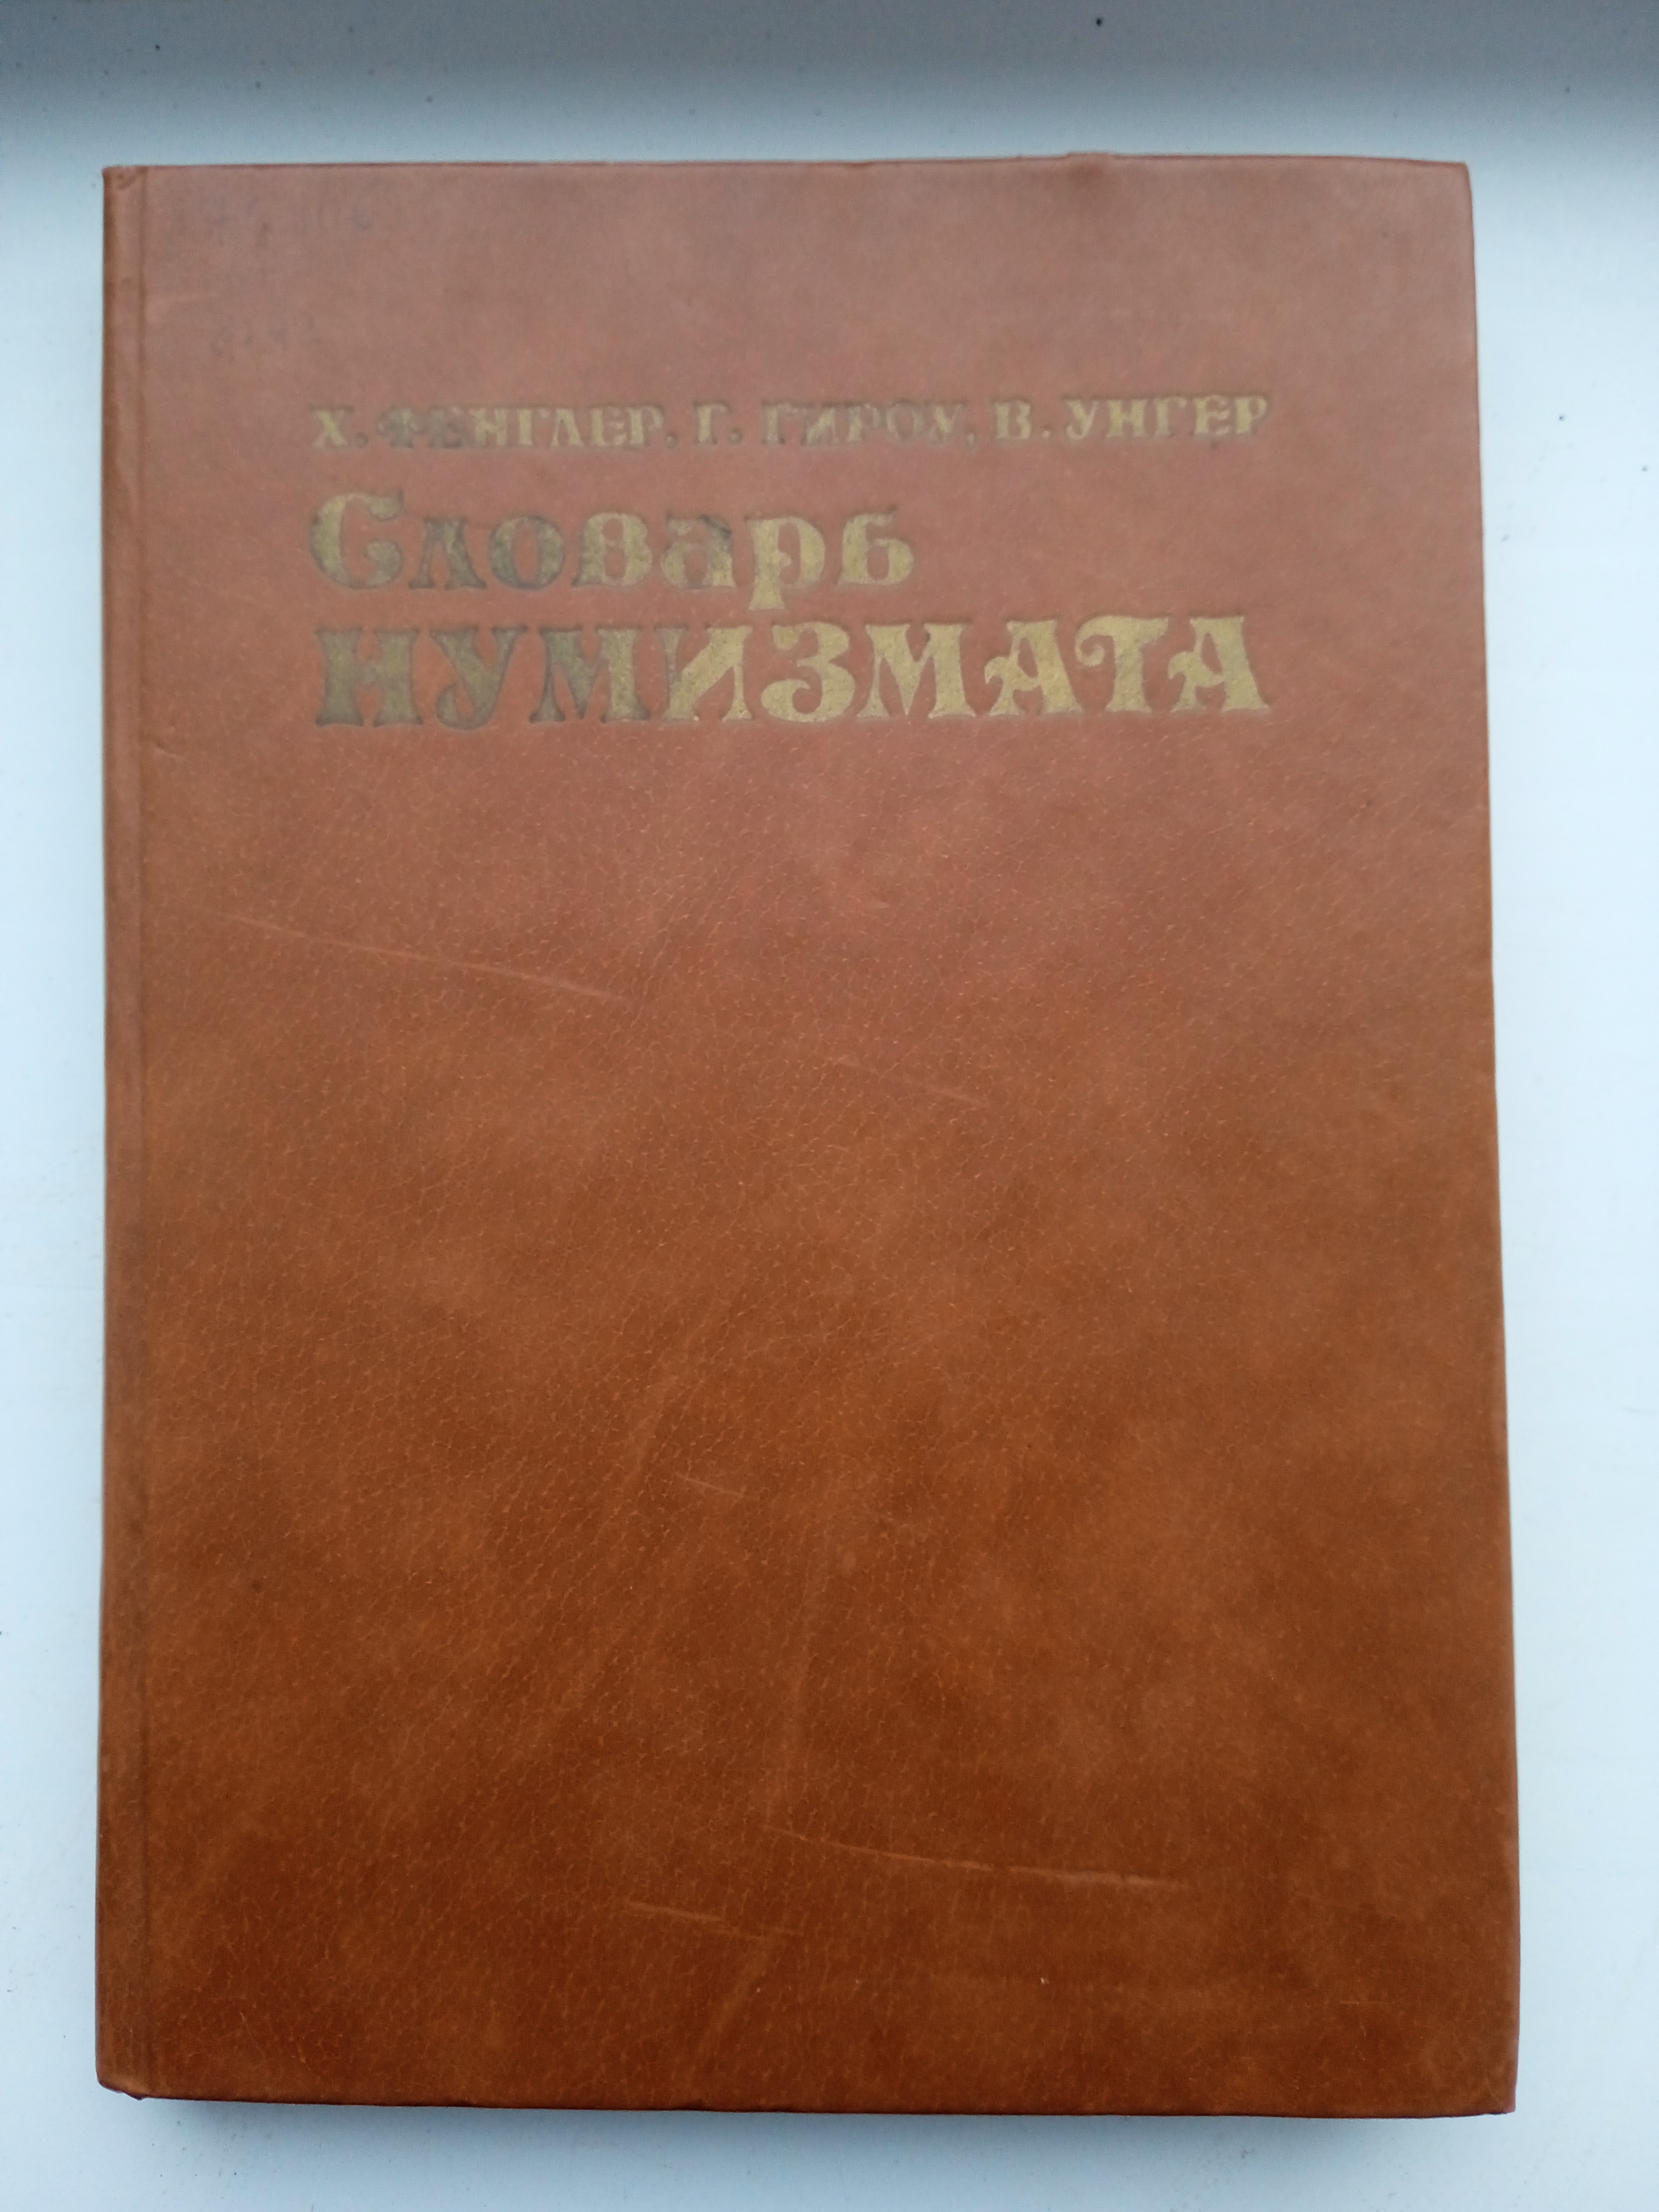 Х. ФЕНГЛЕР, Г. ГИРОУ, В. УНГЕР
Словарь
НУМИЗМАТА